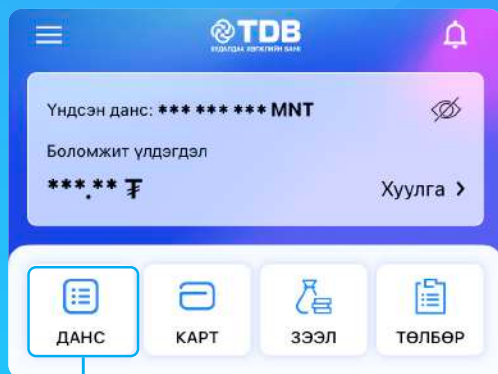 TDB
ХУДАЛДАА ХӨГЖЛИЙН БАНК
Үндсэн данс: *** *** *** MNT
Боломжит үлдэгдэл
***.** ₮
Хуулга >
ДАНС
КАРТ
ЗЭЭЛ
ТӨЛБӨР